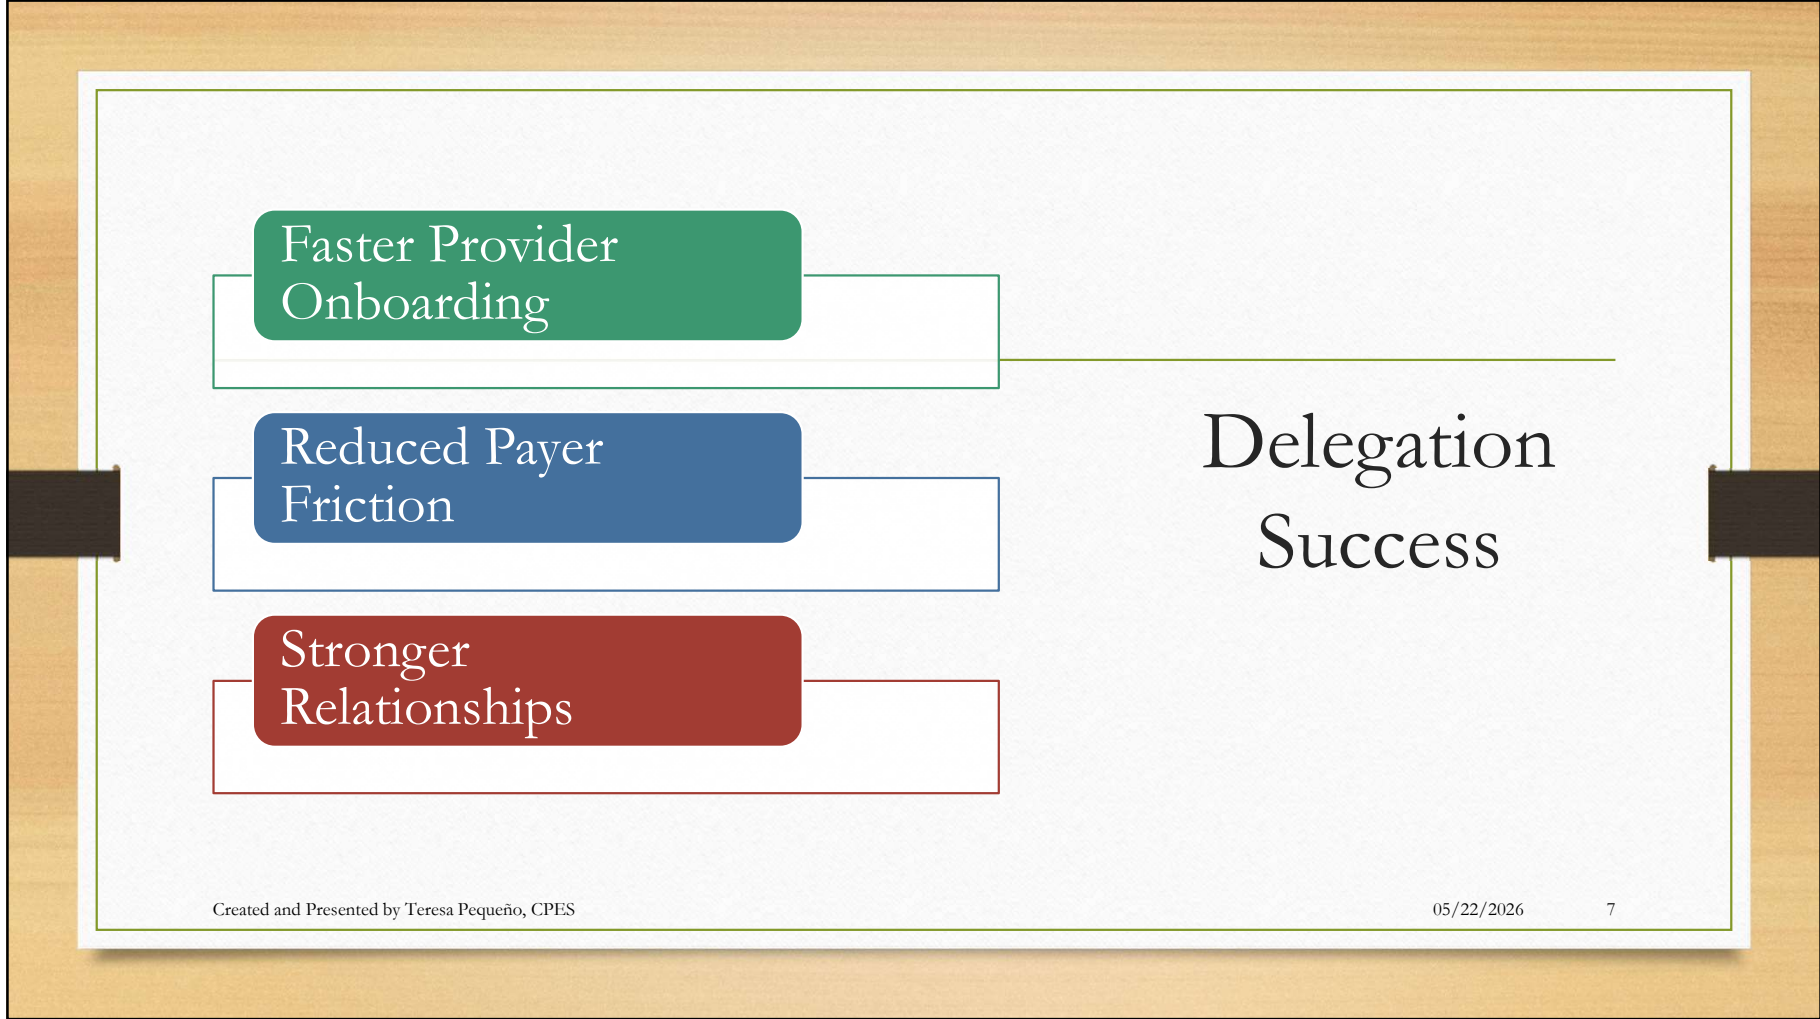 Faster Provider
Onboarding
Reduced Payer
Friction
Stronger
Relationships
Delegation
Success
Created and Presented by Teresa Pequeño, CPES
05/22/2026
7